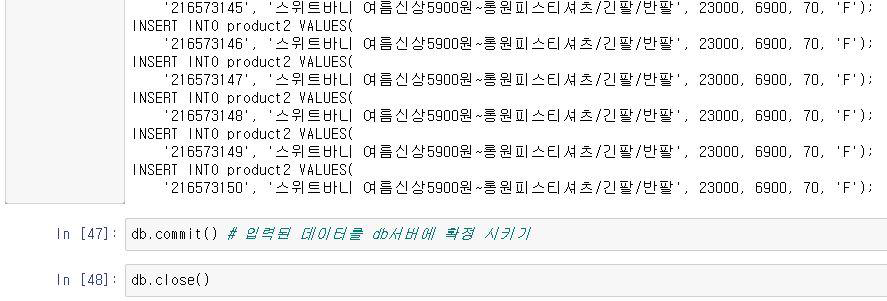 '216573145', '스위트바니 여름신상5900원~롱원피스티셔츠/긴팔/반팔', 23000, 6900, 70, 'F');
INSERT INTO product2 VALUES(
'216573146', '스위트바니 여름신상5900원~롱원피스티셔츠/긴팔/반팔', 23000, 6900, 70, 'F');
INSERT INTO product2 VALUES(
'216573147', '스위트바니 여름신상5900원~롱원피스티셔츠/긴팔/반팔', 23000, 6900, 70, 'F');
INSERT INTO product2 VALUES(
'216573148', '스위트바니 여름신상5900원~롱원피스티셔츠/긴팔/반팔', 23000, 6900, 70, 'F');
INSERT INTO product2 VALUES(
'216573149', '스위트바니 여름신상5900원~롱원피스티셔츠/긴팔/반팔', 23000, 6900, 70, 'F');
INSERT INTO product2 VALUES(
'216573150', '스위트바니 여름신상5900원~롱원피스티셔츠/긴팔/반팔', 23000, 6900, 70, 'F');
In [47]: db.commit() # 입력된 데이터를 db서버에 확정 시키기
In [48]: db.close()